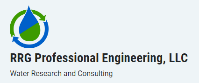 RRG Professional Engineering, LLC
Water Research and Consulting